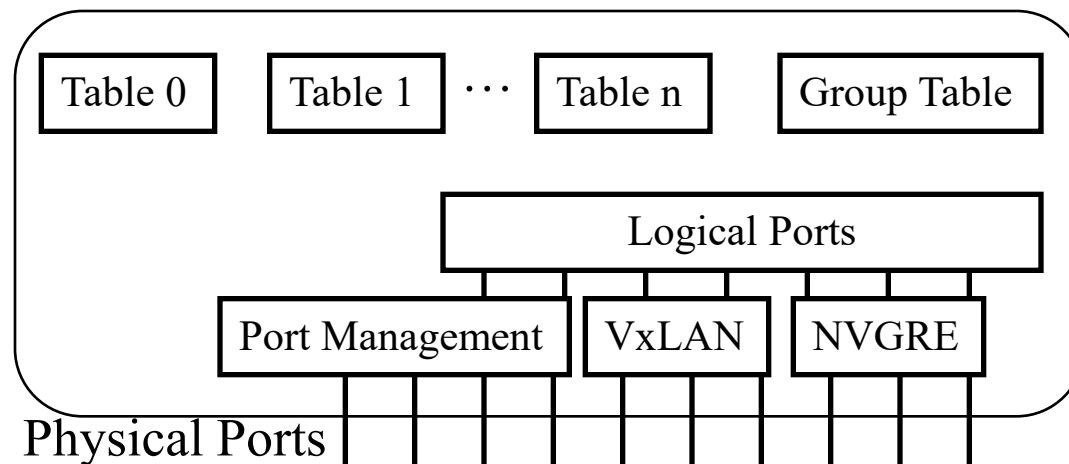 Table 0 Table 1 ... Table n Group Table
Logical Ports
Port Management VxLAN NVGRE
Physical Ports